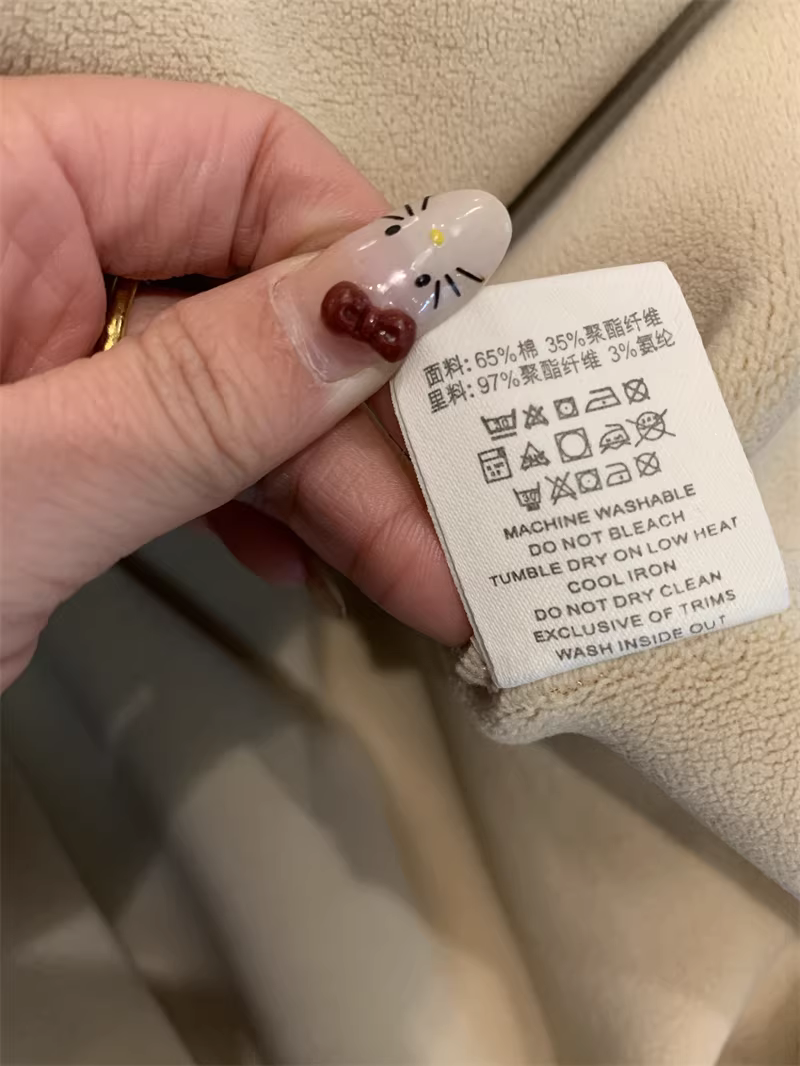 面料: 65%棉 35%聚酯纤维
里料: 97%聚酯纤维 3%氨纶
MACHINE WASHABLE
DO NOT BLEACH
TUMBLE DRY ON LOW HEAT
COOL IRON
DO NOT DRY CLEAN
EXCLUSIVE OF TRIMS
WASH INSIDE OUT